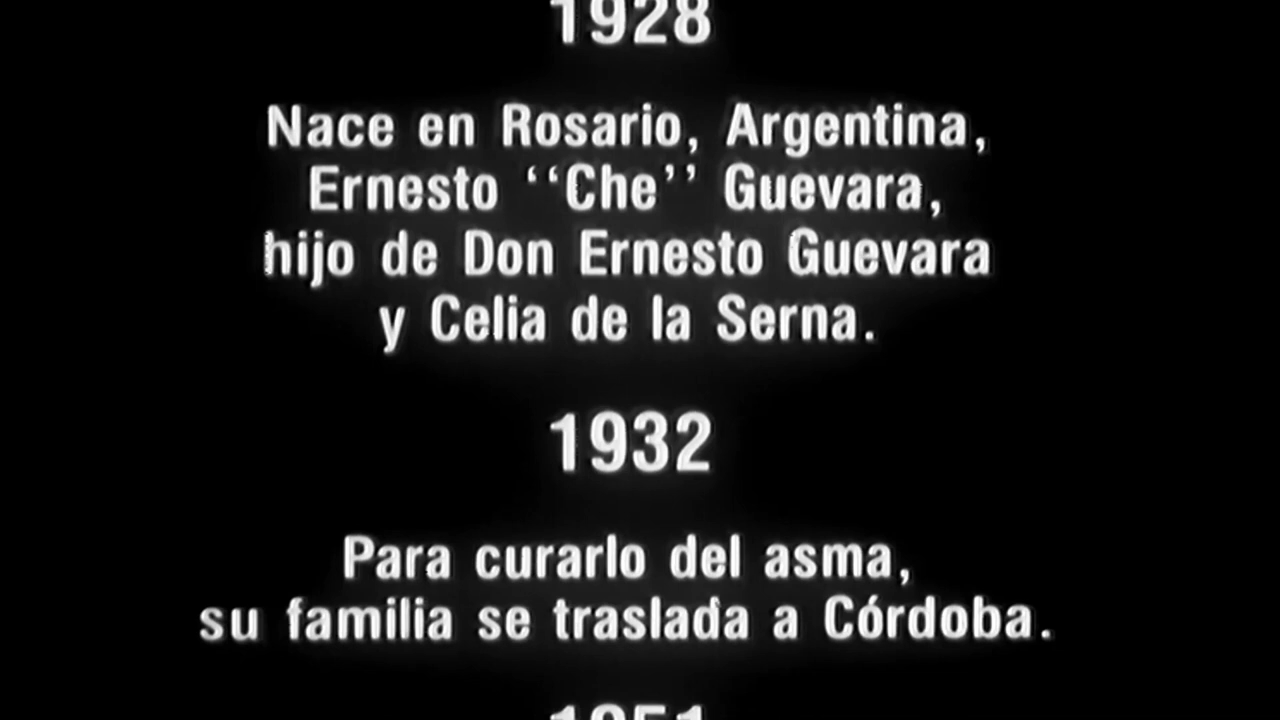 1928
Nace en Rosario, Argentina,
Ernesto ‘‘Che’’ Guevara,
hijo de Don Ernesto Guevara
y Celia de la Serna.
1932
Para curarlo del asma,
su familia se traslada a Córdoba.
1951